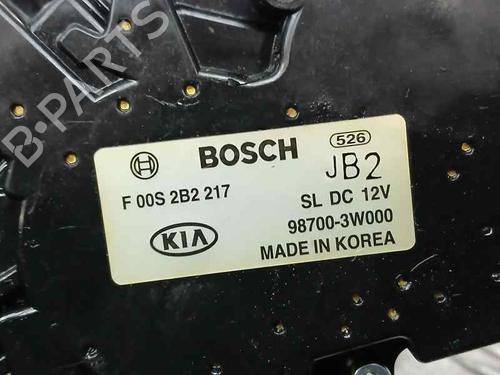 B-PARTS
BOSCH
526
F 00S 2B2 217
JB2
SL DC 12V
KIA
98700-3W000
MADE IN KOREA